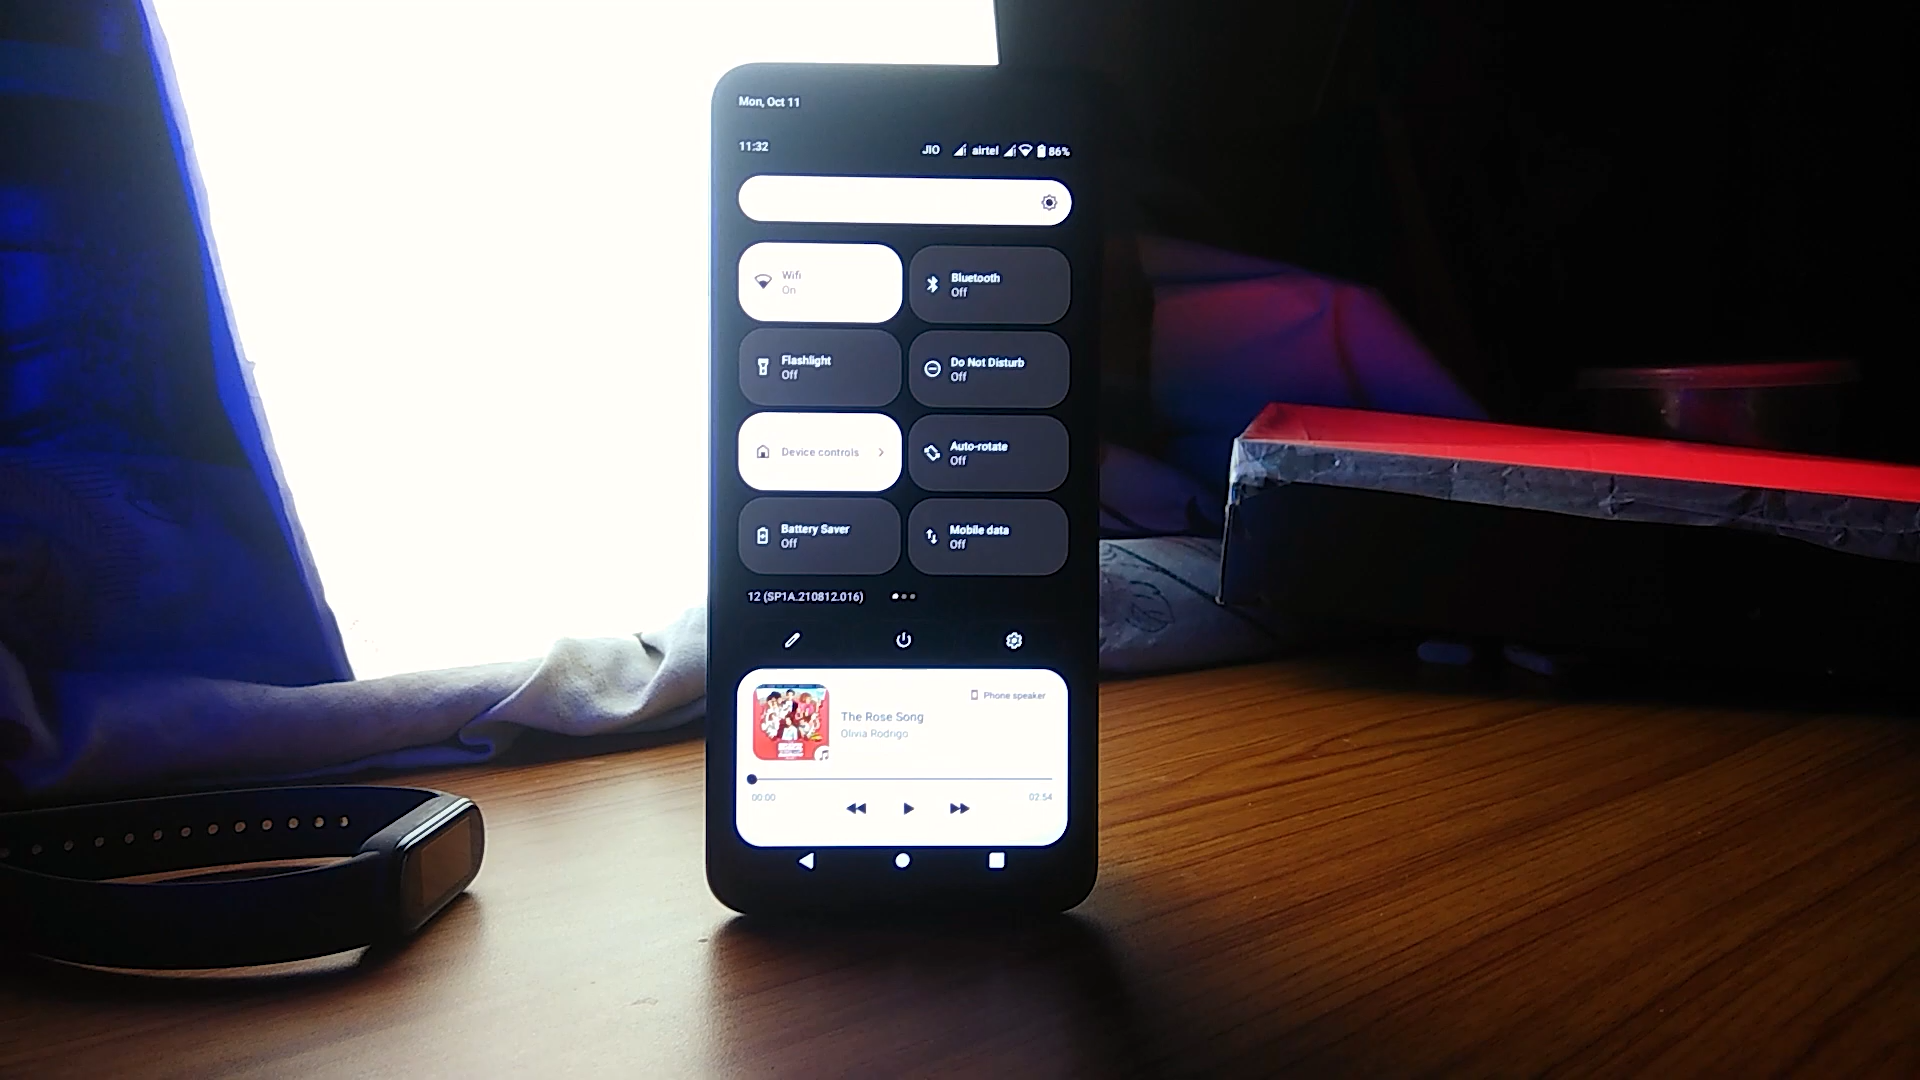 Mon, Oct 11
11:32
JIO airtel 86%
Wifi
On
Bluetooth
Off
Flashlight
Off
Do Not Disturb
Off
Device controls
Auto-rotate
Off
Battery Saver
Off
Mobile data
Off
12 (SP1A.210812.016)
Phone speaker
The Rose Song
Olivia Rodrigo
00:00
02:54